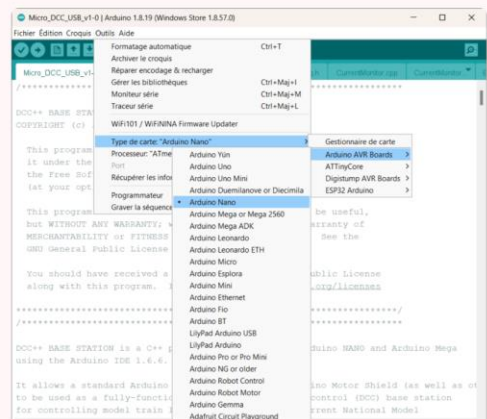 Micro_DCC_USB_v1-0 | Arduino 1.8.19 (Windows Store 1.8.57.0)
Fichier Édition Croquis Outils Aide
Micro_DCC_USB_v1-
CurrentMonitor.cpp
CurrentMonitor
Formatage automatique Ctrl+T
Archiver le croquis
Réparer encodage & recharger
Gérer les bibliothèques Ctrl+Maj+I
Moniteur série Ctrl+Maj+M
Traceur série Ctrl+Maj+L
WiFi101 / WiFiNINA Firmware Updater
Type de carte: "Arduino Nano"
Processeur: "ATme
Port
Récupérer les infor
Programmateur
Graver la séquence
Gestionnaire de carte
Arduino AVR Boards
ATTinyCore
Digistump AVR Boards
ESP32 Arduino
Arduino Yún
Arduino Uno
Arduino Uno Mini
Arduino Duemilanove or Diecimila
Arduino Nano
Arduino Mega or Mega 2560
Arduino Mega ADK
Arduino Leonardo
Arduino Leonardo ETH
Arduino Micro
Arduino Esplora
Arduino Mini
Arduino Ethernet
Arduino Fio
Arduino BT
LilyPad Arduino USB
LilyPad Arduino
Arduino Pro or Pro Mini
Arduino NG or older
Arduino Robot Control
Arduino Robot Motor
Arduino Gemma
Adafruit Circuit Playground
DCC++ BASE STA
COPYRIGHT (c)
This program
it under the
the Free Sof
(at your opt
This program be useful,
but WITHOUT ANY WARRANTY; w rranty of
MERCHANTABILITY or FITNESS See the
GNU General Public License
You should have received a ublic License
along with this program. .org/licenses
DCC++ BASE STATION is a C++ p duino NANO and Arduino Mega
using the Arduino IDE 1.6.6.
It allows a standard Arduino ino Motor Shield (as well as ot
to be used as a fully-functio control (DCC) base station
for controlling model train rrent National Model